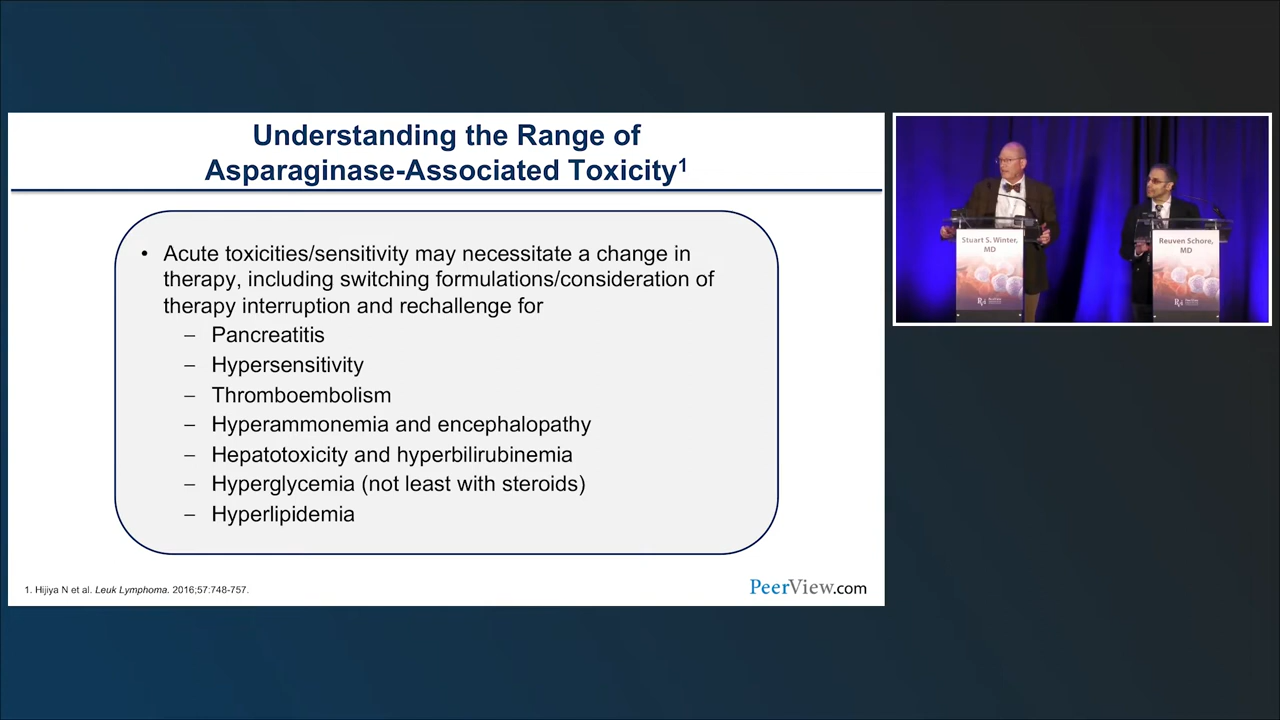 Understanding the Range of
Asparaginase-Associated Toxicity1
• Acute toxicities/sensitivity may necessitate a change in
therapy, including switching formulations/consideration of
therapy interruption and rechallenge for
– Pancreatitis
– Hypersensitivity
– Thromboembolism
– Hyperammonemia and encephalopathy
– Hepatotoxicity and hyperbilirubinemia
– Hyperglycemia (not least with steroids)
– Hyperlipidemia
1. Hijiya N et al. Leuk Lymphoma. 2016;57:748-757.
PeerView.com
Stuart S. Winter,
MD
Reuven Schore,
MD